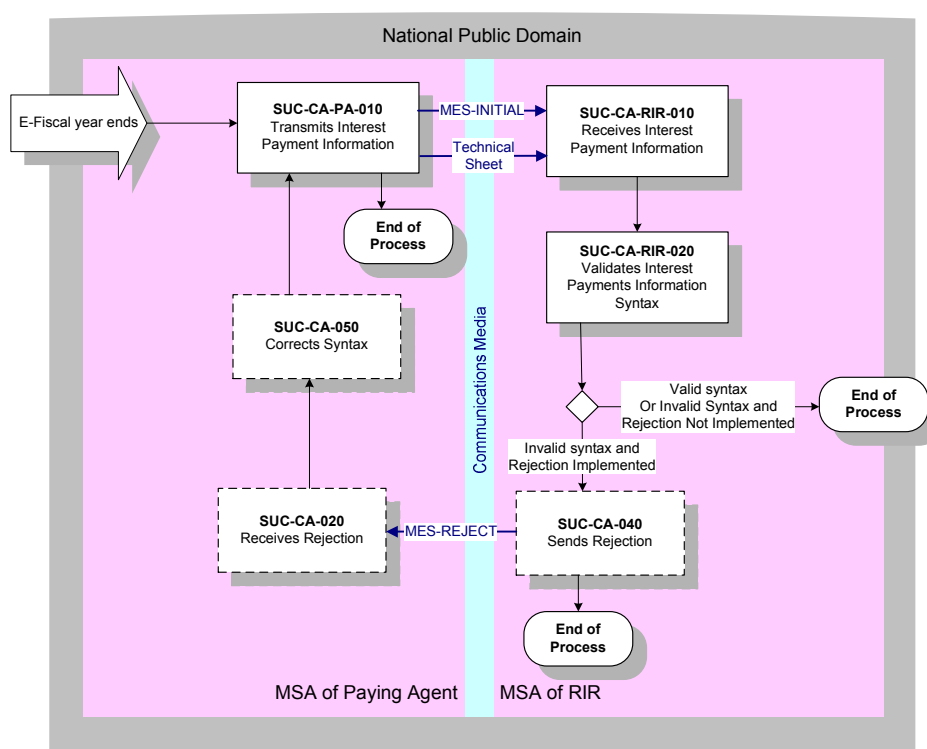 National Public Domain
E-Fiscal year ends
SUC-CA-PA-010
Transmits Interest
Payment Information
MES-INITIAL
Technical
Sheet
SUC-CA-RIR-010
Receives Interest
Payment Information
End of
Process
SUC-CA-RIR-020
Validates Interest
Payments Information
Syntax
SUC-CA-050
Corrects Syntax
Communications Media
Valid syntax
Or Invalid Syntax and
Rejection Not Implemented
End of
Process
Invalid syntax and
Rejection Implemented
SUC-CA-020
Receives Rejection
MES-REJECT
SUC-CA-040
Sends Rejection
End of
Process
MSA of Paying Agent
MSA of RIR